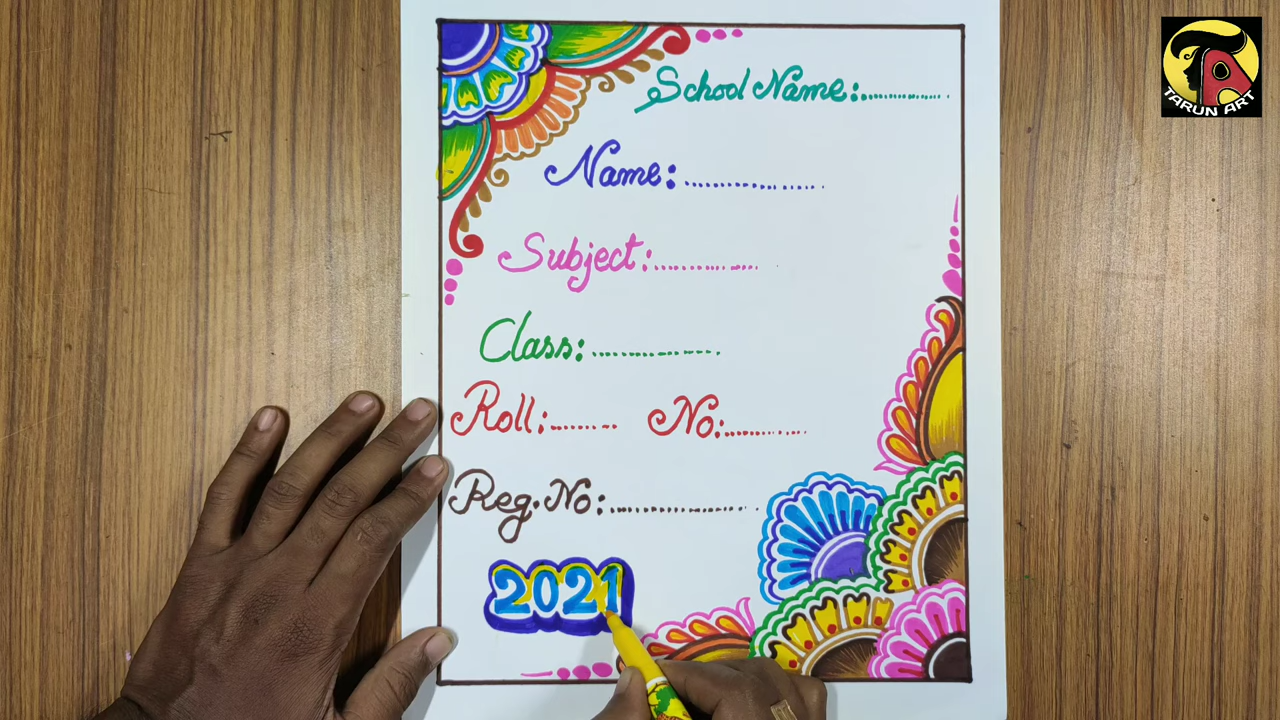 School Name:............
Name:................
Subject:............
Class:................
Roll:....... No:............
Reg.No:..................
2021
TARUN ART